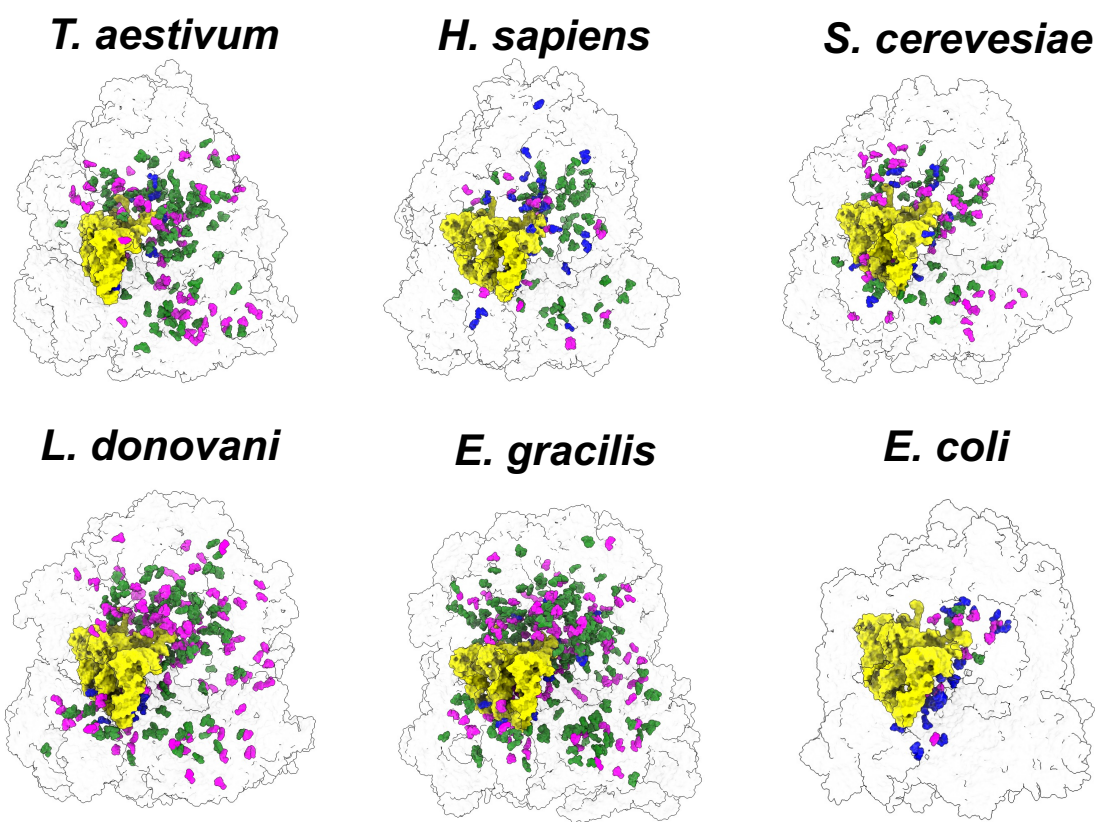 T. aestivum
H. sapiens
S. cerevesiae
L. donovani
E. gracilis
E. coli